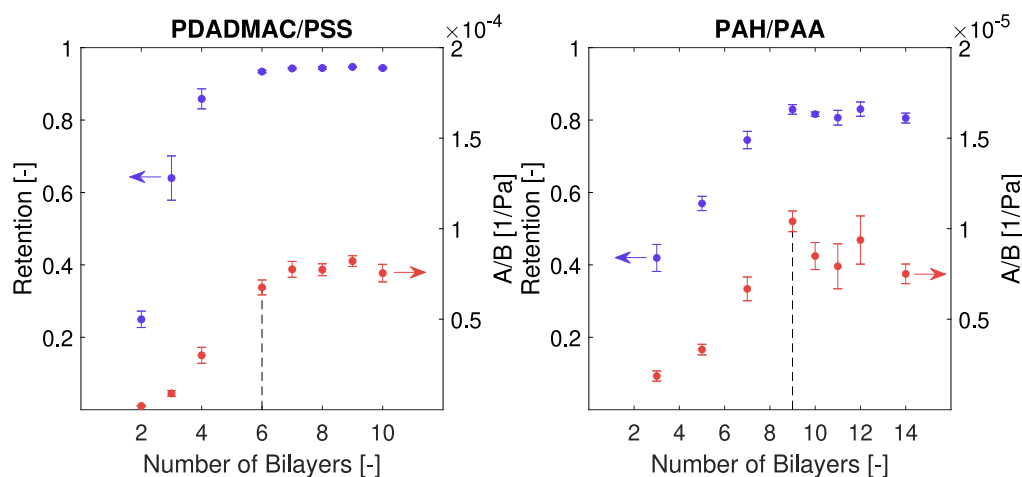 PDADMAC/PSS
×10⁻⁴
1
0.8
0.6
0.4
0.2
Retention [-]
2
1.5
1
0.5
A/B [1/Pa]
2 4 6 8 10
Number of Bilayers [-]
PAH/PAA
×10⁻⁵
1
0.8
0.6
0.4
0.2
Retention [-]
2
1.5
1
0.5
A/B [1/Pa]
2 4 6 8 10 12 14
Number of Bilayers [-]